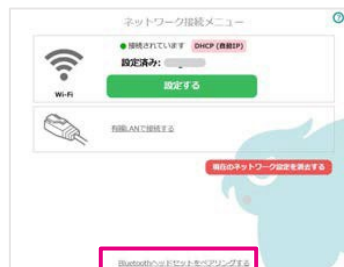 ネットワーク接続メニュー
接続されています DHCP (自動IP)
設定済み:
設定する
Wi-Fi
有線LANで接続する
現在のネットワーク設定を消去する
Bluetoothヘッドセットをペアリングする